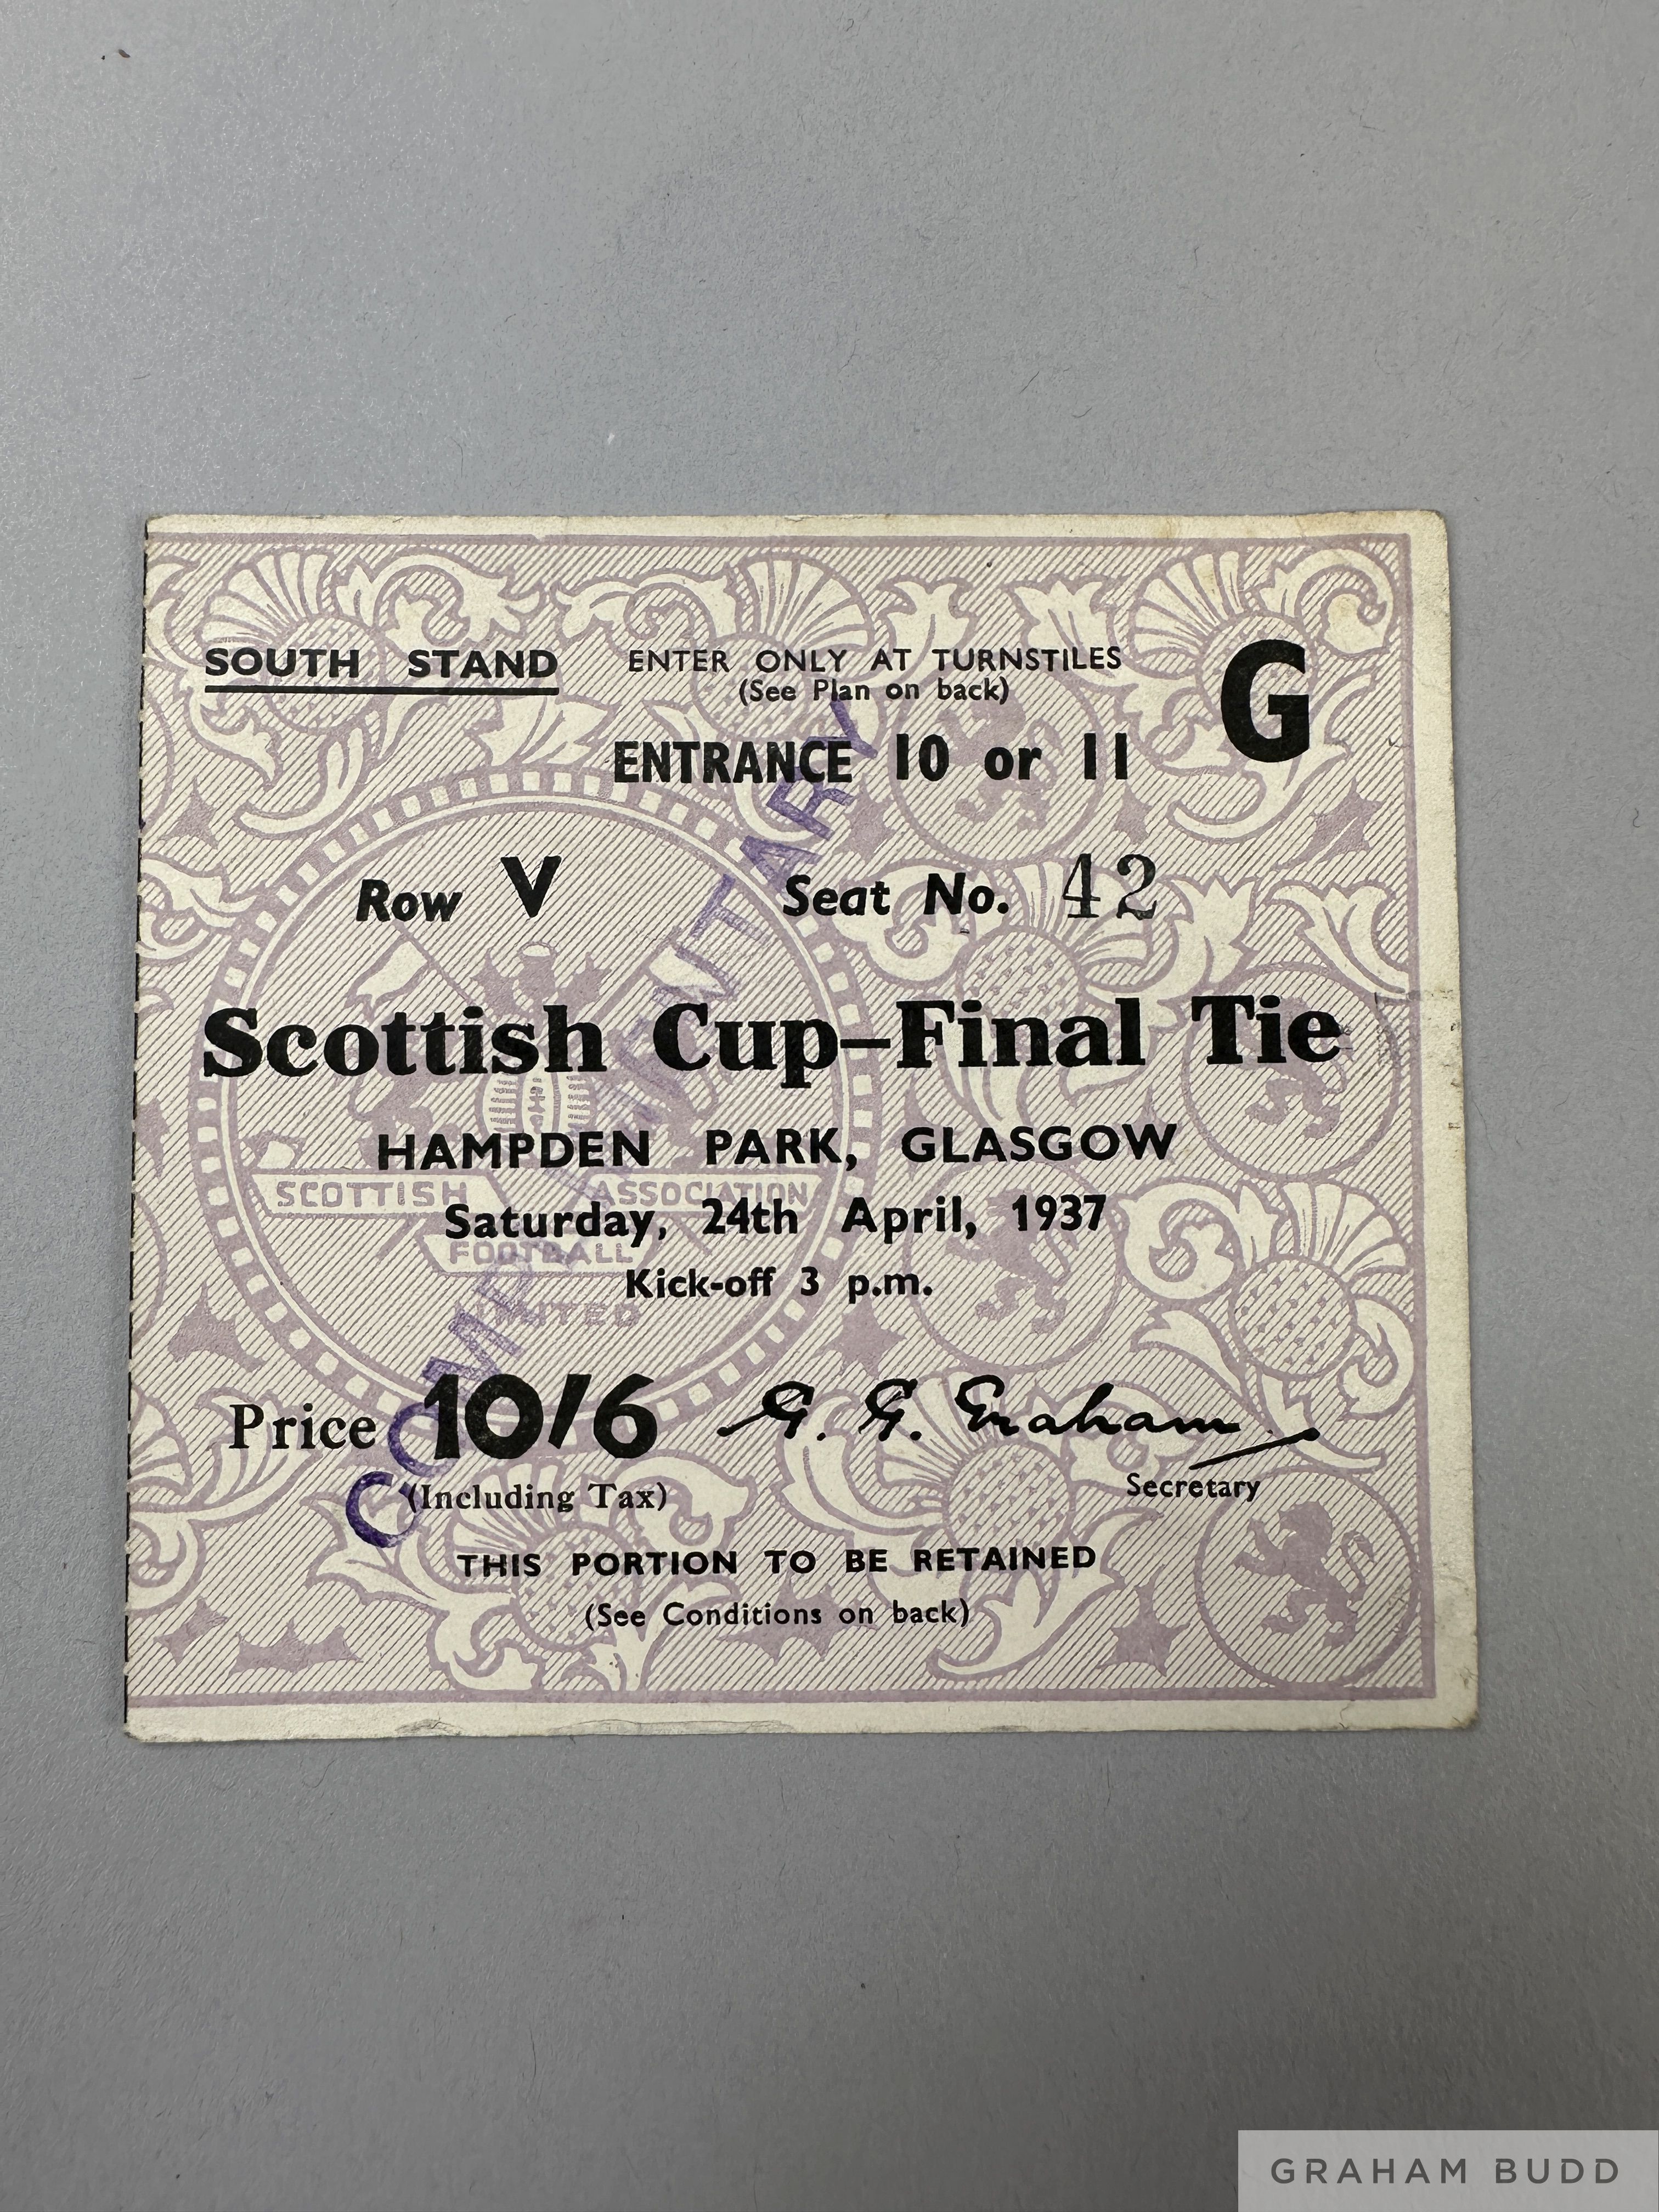 SOUTH STAND
ENTER ONLY AT TURNSTILES
(See Plan on back)
G
ENTRANCE 10 or 11
Row V Seat No. 42
Scottish Cup–Final Tie
HAMPDEN PARK, GLASGOW
SCOTTISH ASSOCIATION
Saturday, 24th April, 1937
FOOTBALL
Kick-off 3 p.m.
LIMITED
Price 10/6
(Including Tax)
G. G. Graham
Secretary
THIS PORTION TO BE RETAINED
(See Conditions on back)
COMPLIMENTARY
GRAHAM BUDD